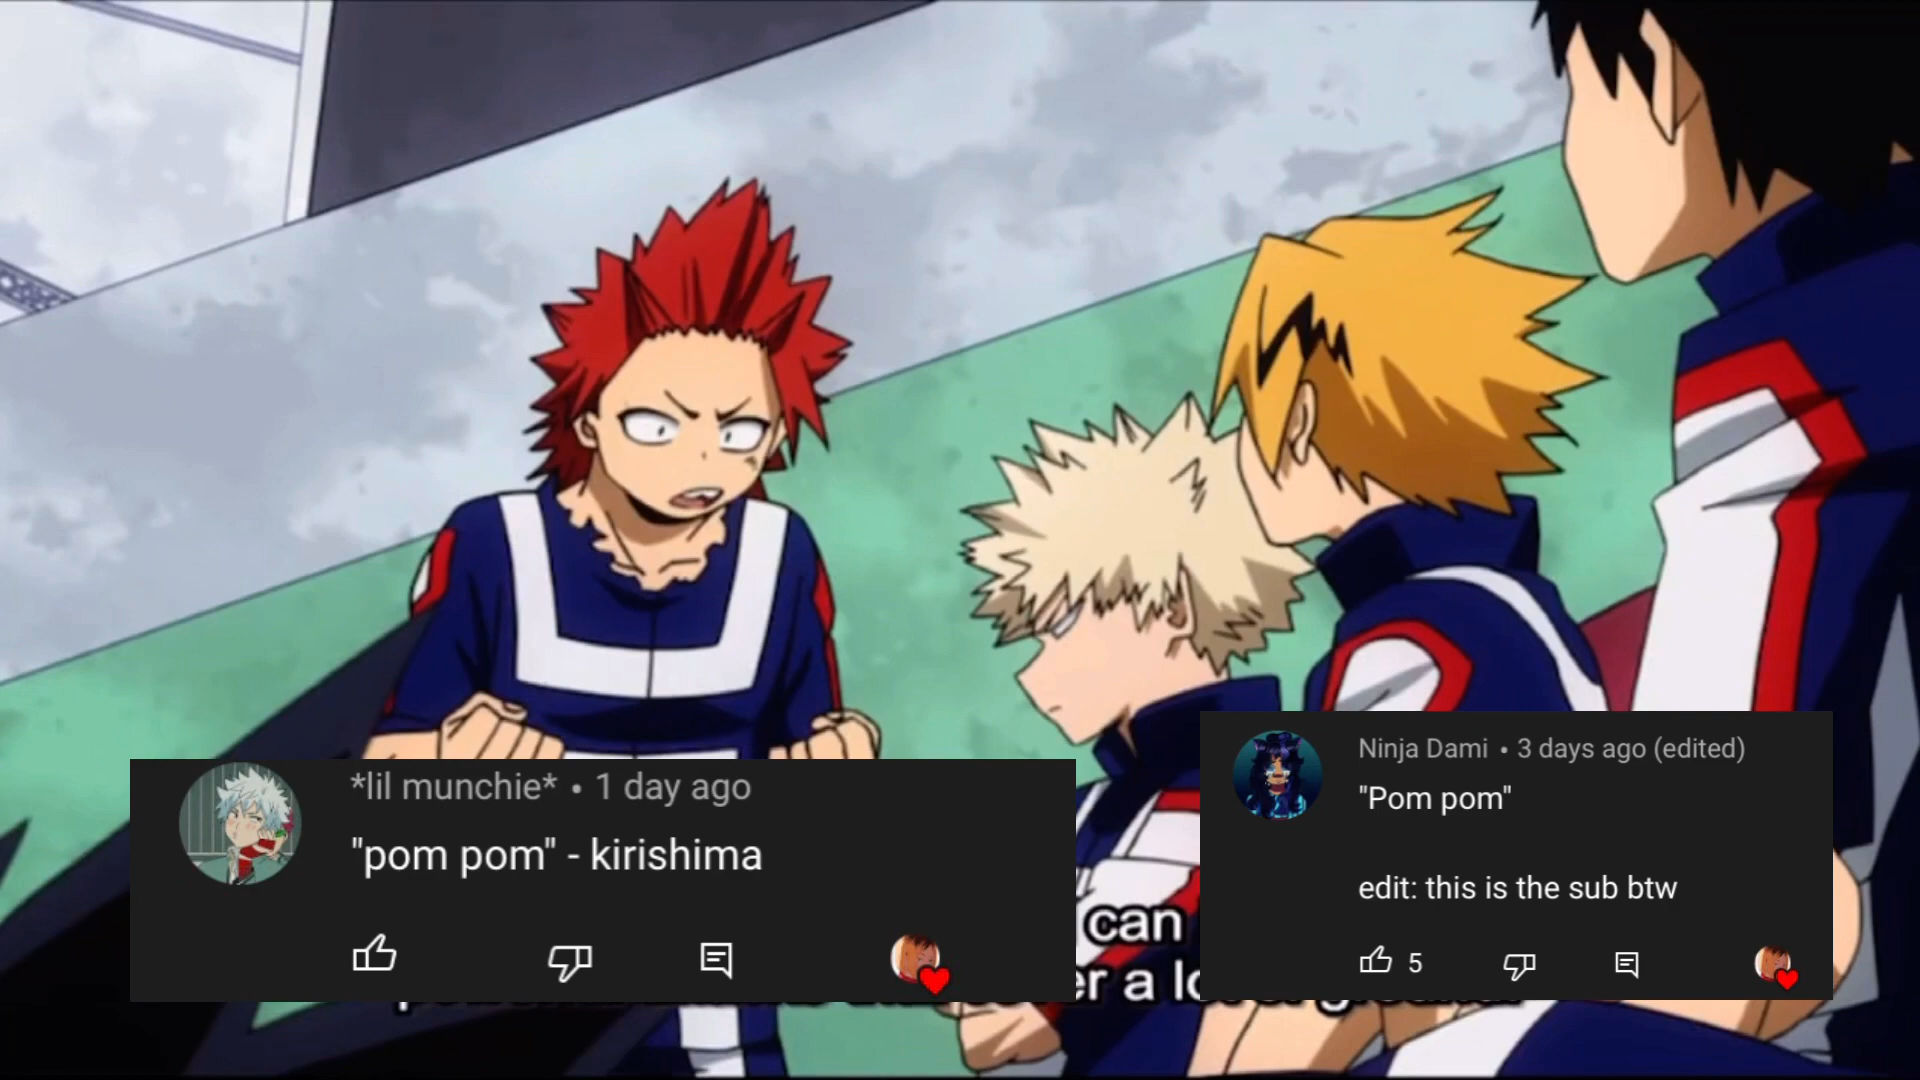 *lil munchie* • 1 day ago
"pom pom" - kirishima
Ninja Dami • 3 days ago (edited)
"Pom pom"
edit: this is the sub btw
5
can
er a lo